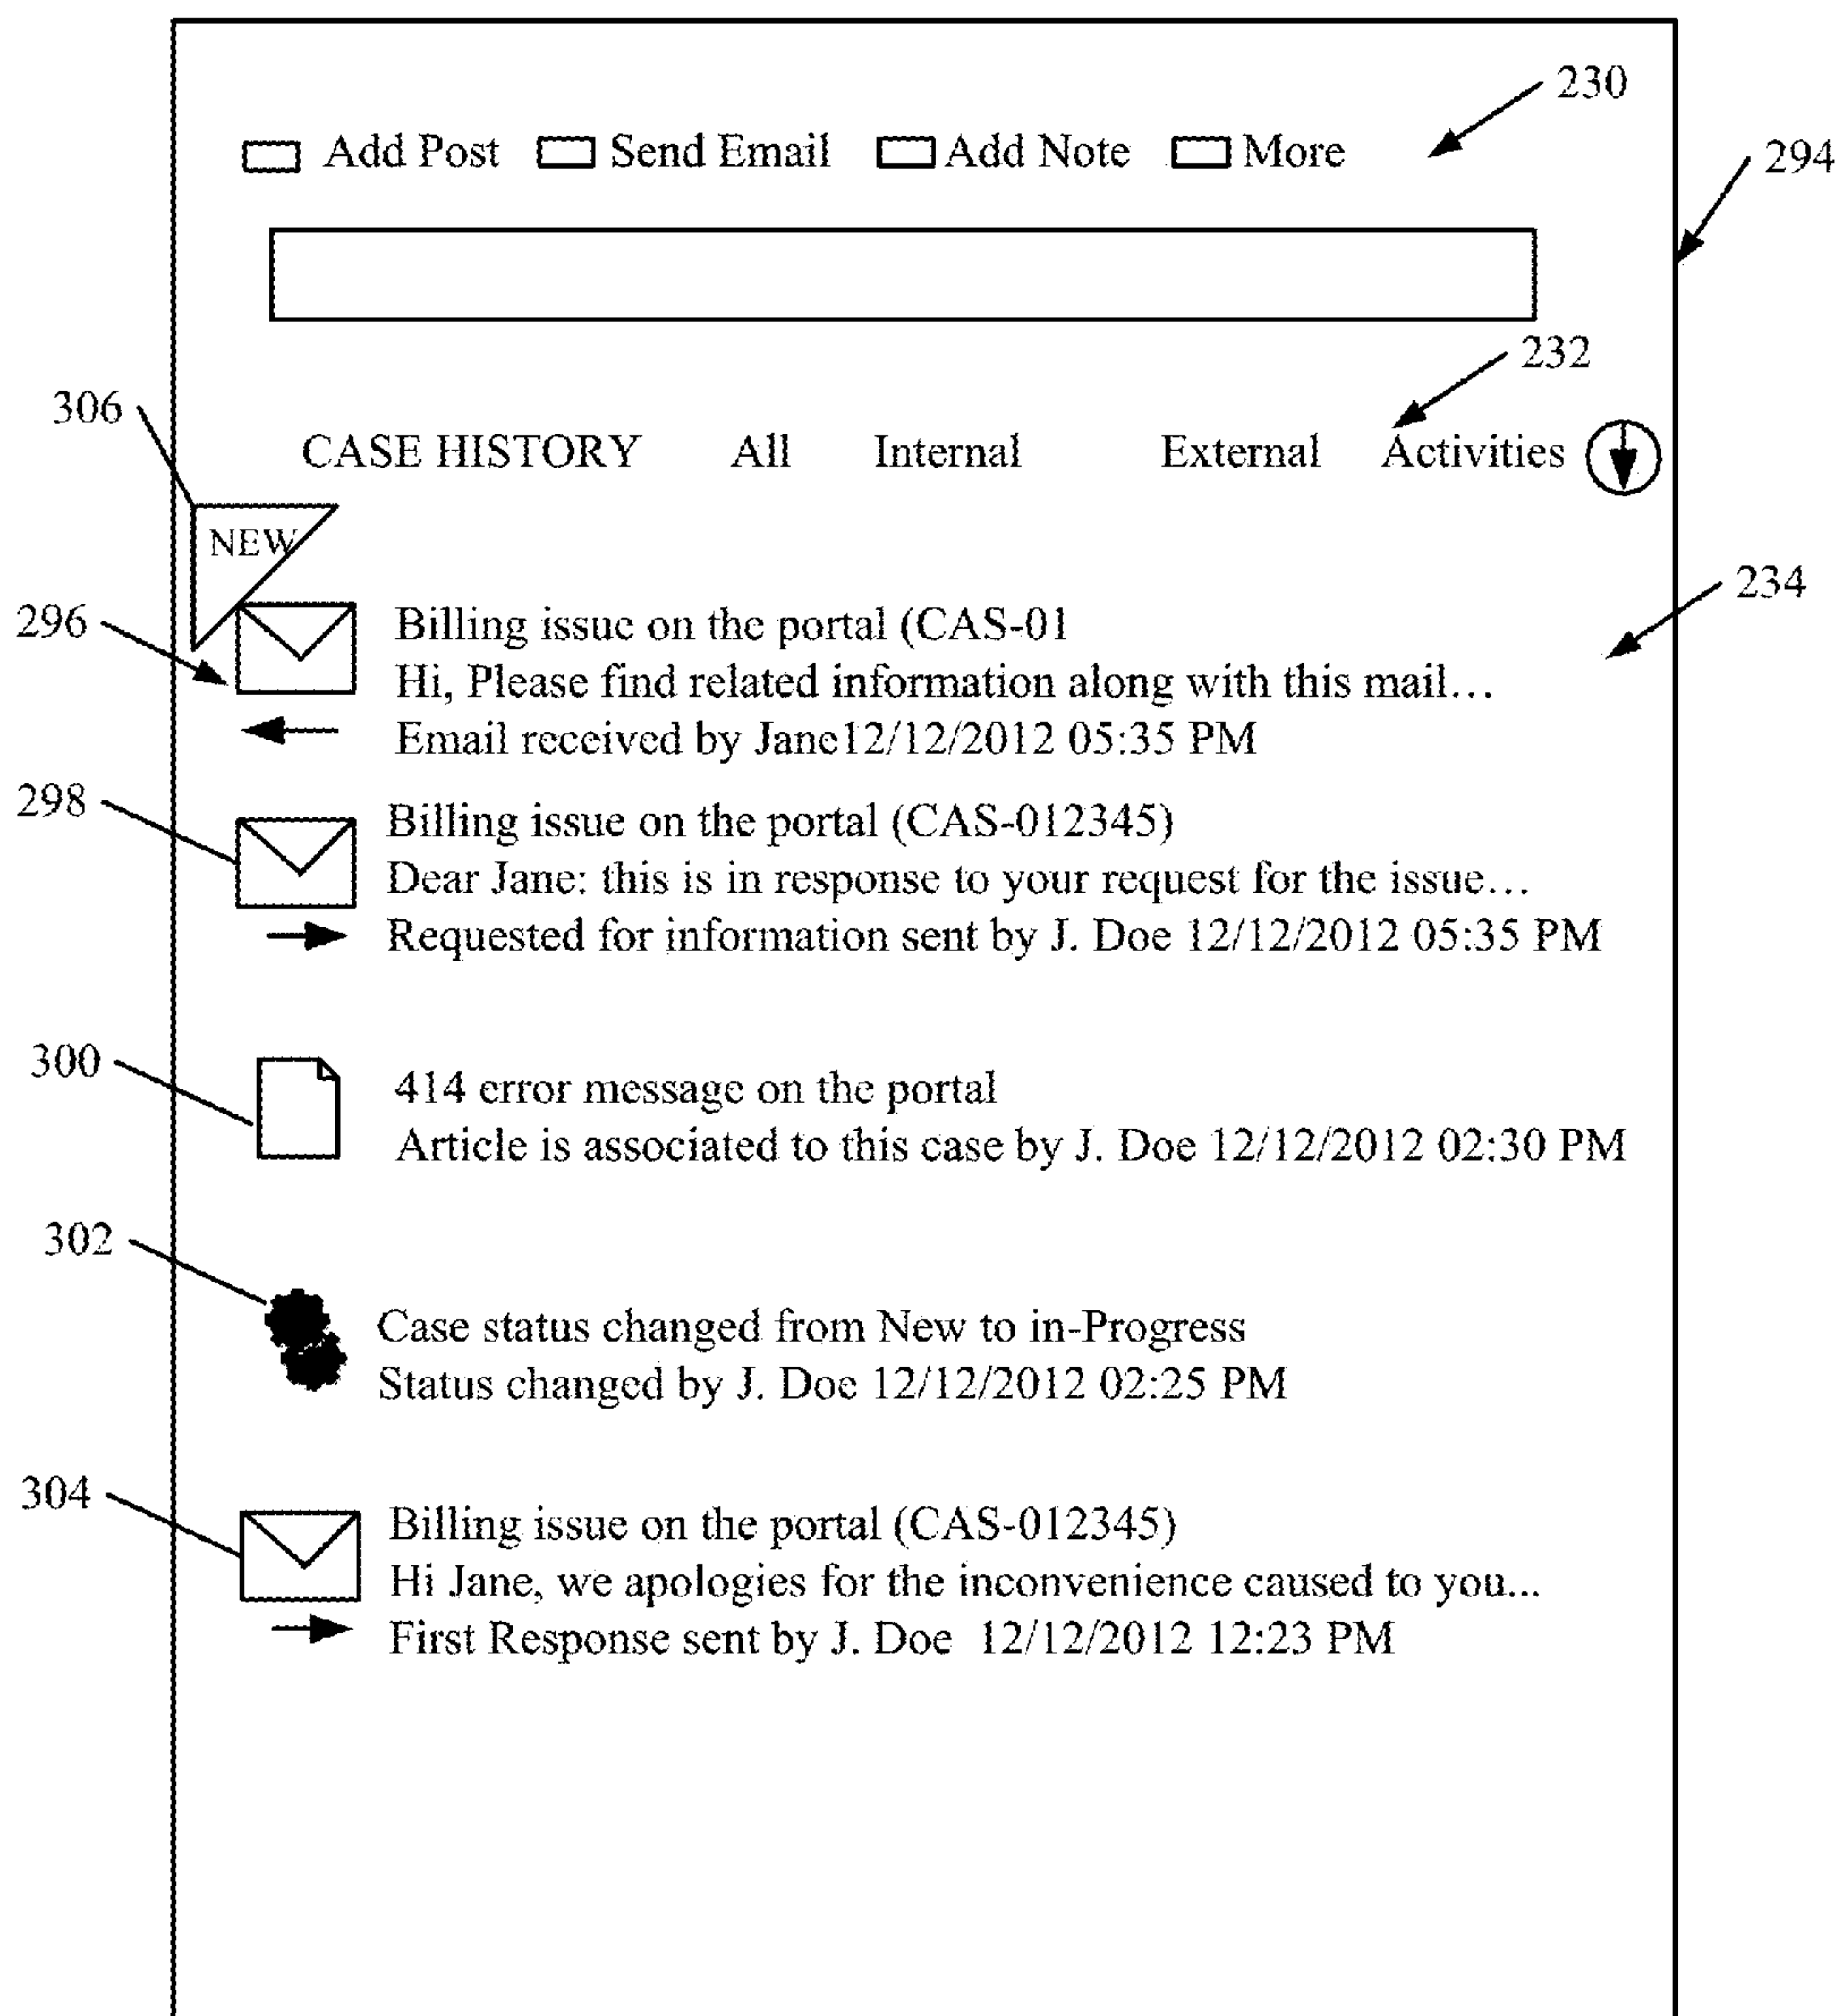 230
Add Post Send Email Add Note More
294
232
306
CASE HISTORY All Internal External Activities
NEW
234
296
Billing issue on the portal (CAS-01
Hi, Please find related information along with this mail…
Email received by Jane12/12/2012 05:35 PM
298
Billing issue on the portal (CAS-012345)
Dear Jane: this is in response to your request for the issue…
Requested for information sent by J. Doe 12/12/2012 05:35 PM
300
414 error message on the portal
Article is associated to this case by J. Doe 12/12/2012 02:30 PM
302
Case status changed from New to in-Progress
Status changed by J. Doe 12/12/2012 02:25 PM
304
Billing issue on the portal (CAS-012345)
Hi Jane, we apologies for the inconvenience caused to you...
First Response sent by J. Doe 12/12/2012 12:23 PM